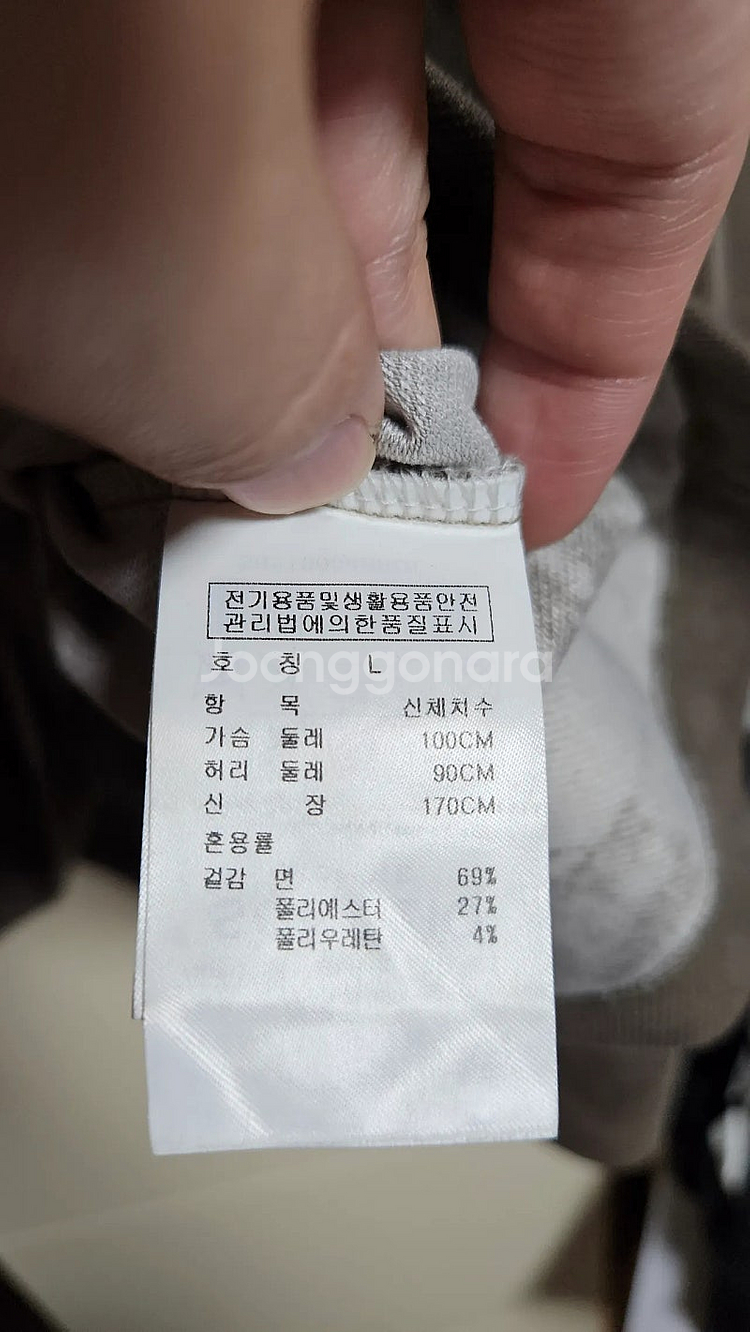 전기용품및생활용품안전
관리법에의한품질표시
호 칭 L
Joonggonara
항 목 신체치수
가슴 둘레 100CM
허리 둘레 90CM
신 장 170CM
혼용률
겉감 면 69%
폴리에스터 27%
폴리우레탄 4%